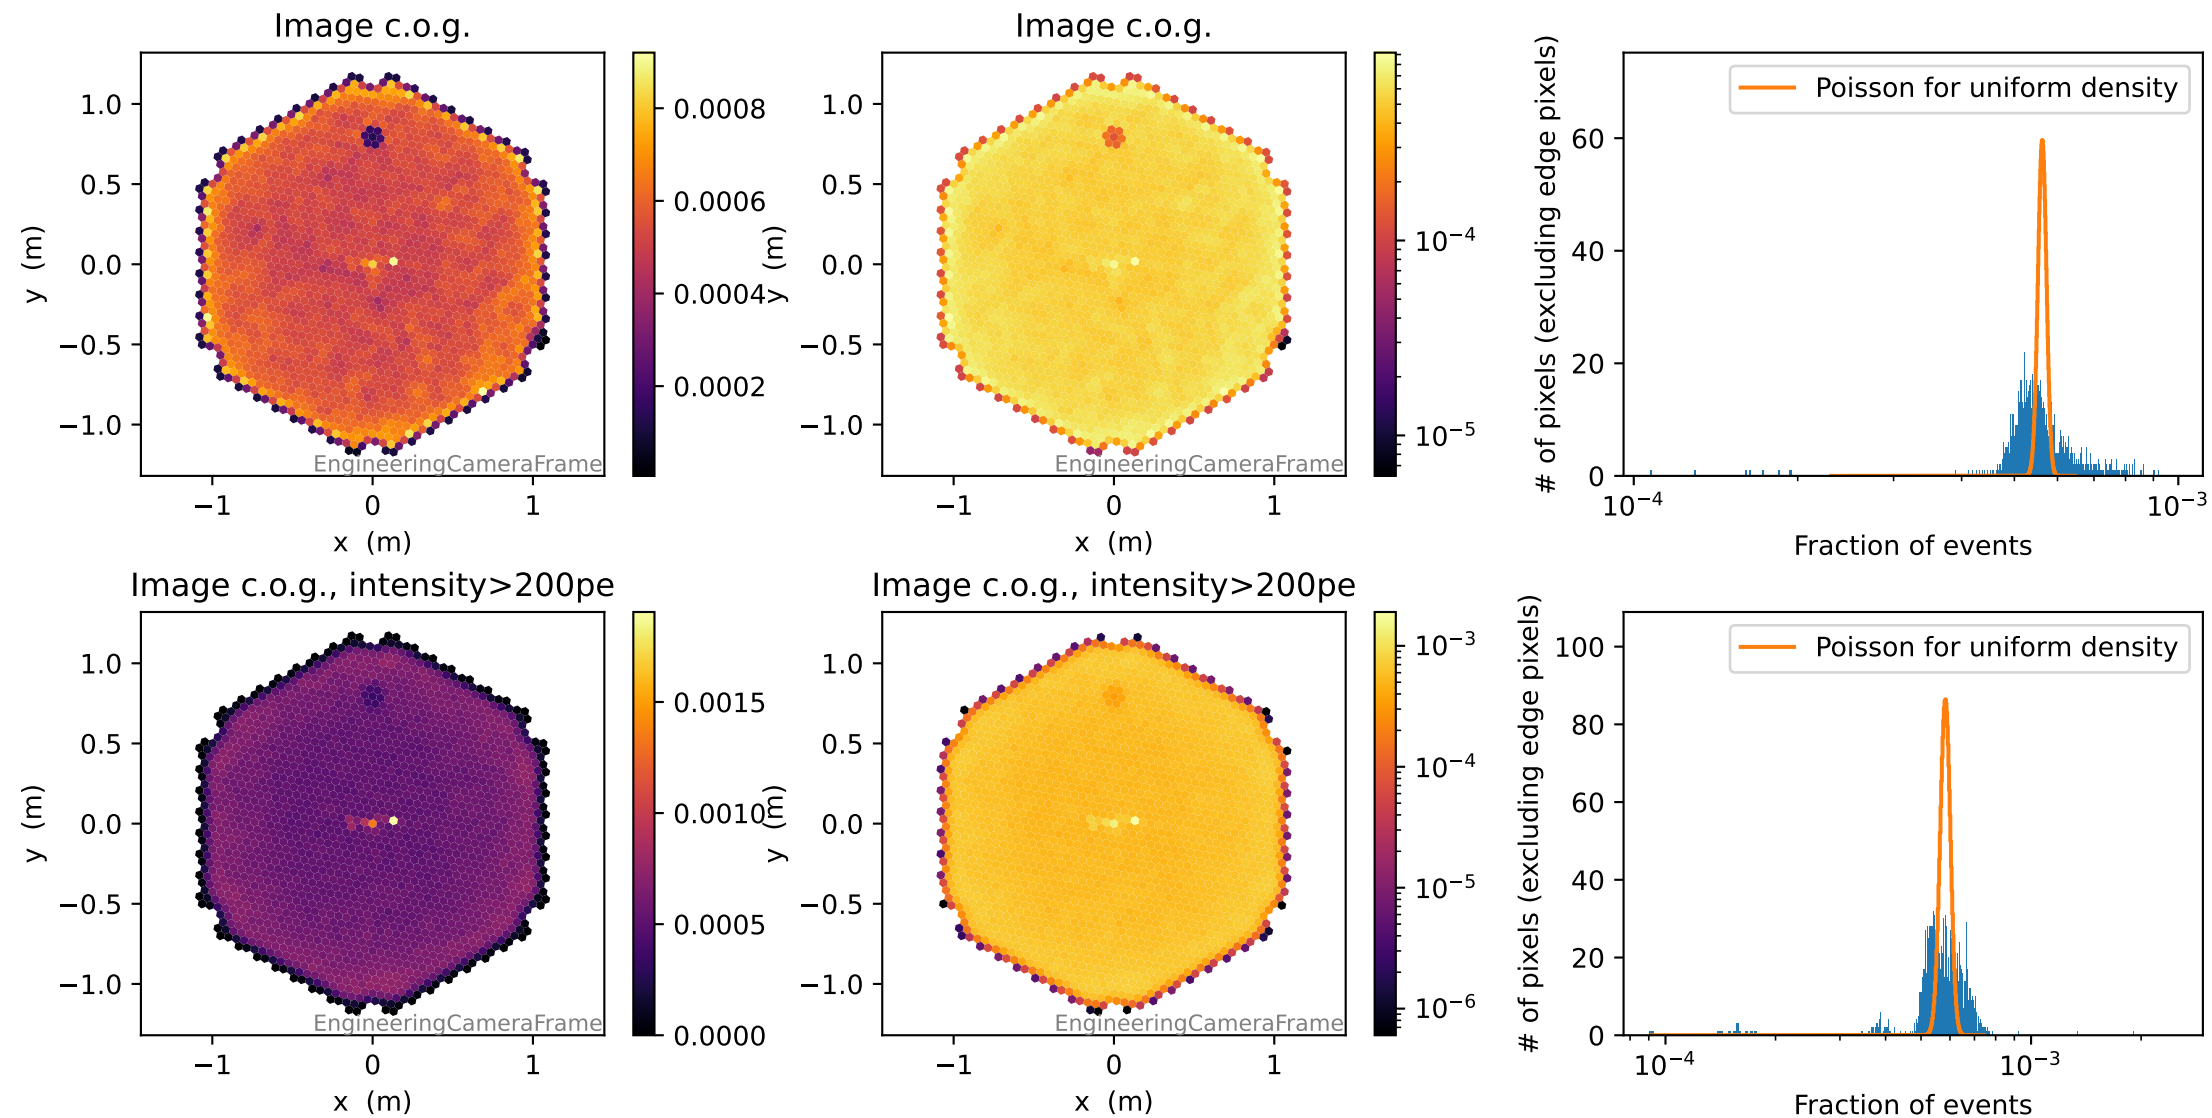 Image c.o.g.
y (m)
1.0
0.5
0.0
−0.5
−1.0
−1
0
1
x (m)
EngineeringCameraFrame
0.0008
0.0006
0.0004
0.0002
Image c.o.g.
y (m)
1.0
0.5
0.0
−0.5
−1.0
−1
0
1
x (m)
EngineeringCameraFrame
10⁻⁴
10⁻⁵
# of pixels (excluding edge pixels)
60
40
20
0
Poisson for uniform density
10⁻⁴
10⁻³
Fraction of events
Image c.o.g., intensity>200pe
y (m)
1.0
0.5
0.0
−0.5
−1.0
−1
0
1
x (m)
EngineeringCameraFrame
0.0015
0.0010
0.0005
0.0000
Image c.o.g., intensity>200pe
y (m)
1.0
0.5
0.0
−0.5
−1.0
−1
0
1
x (m)
EngineeringCameraFrame
10⁻³
10⁻⁴
10⁻⁵
10⁻⁶
# of pixels (excluding edge pixels)
100
80
60
40
20
0
Poisson for uniform density
10⁻⁴
10⁻³
Fraction of events